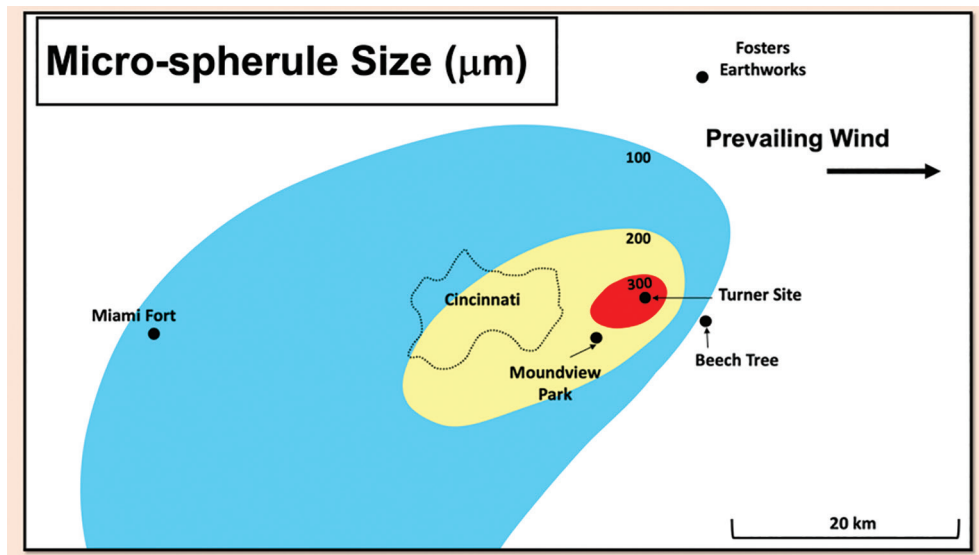 Micro-spherule Size (μm)
Fosters
Earthworks
Prevailing Wind
100
200
300
Cincinnati
Turner Site
Miami Fort
Beech Tree
Moundview
Park
20 km